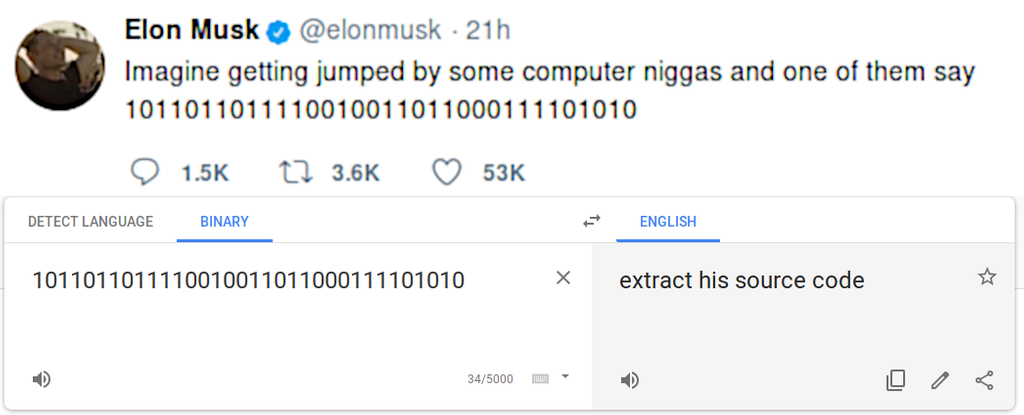 Elon Musk @elonmusk · 21h
Imagine getting jumped by some computer niggas and one of them say
1011011011110010011011000111101010
1.5K 3.6K 53K
DETECT LANGUAGE BINARY ENGLISH
1011011011110010011011000111101010 extract his source code
34/5000